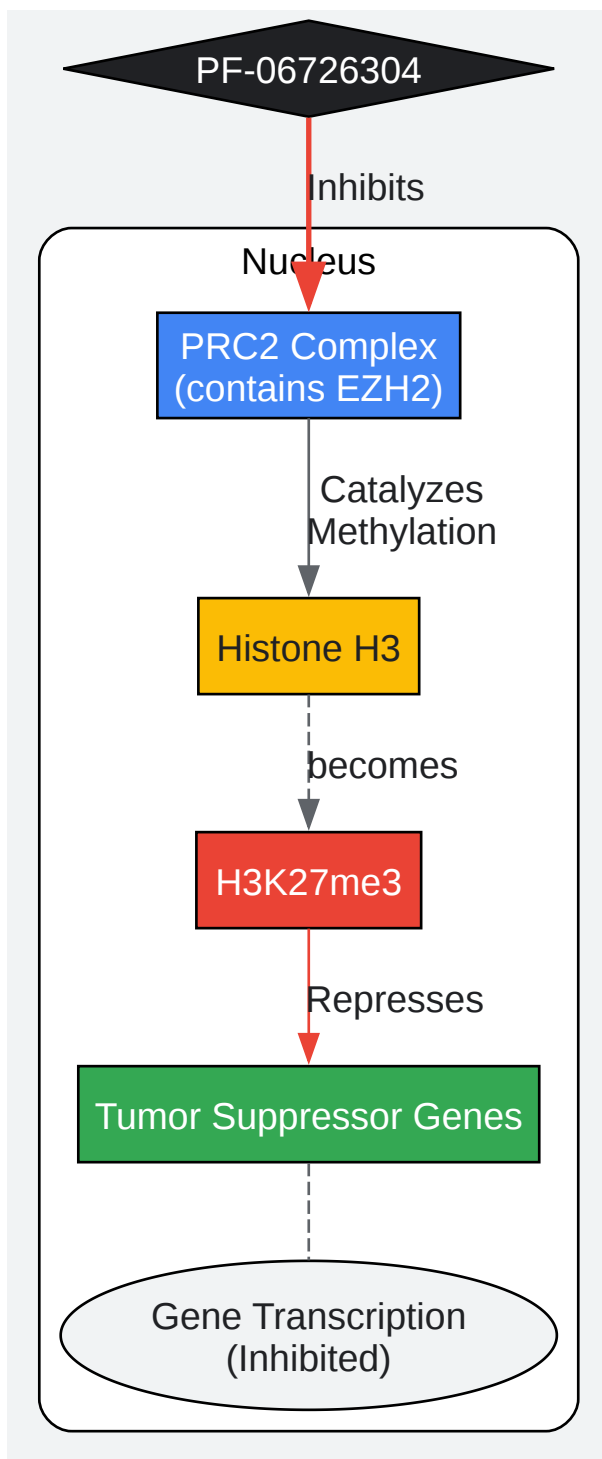 PF-06726304
Inhibits
Nucleus
PRC2 Complex
(contains EZH2)
Catalyzes
Methylation
Histone H3
becomes
H3K27me3
Represses
Tumor Suppressor Genes
Gene Transcription
(Inhibited)